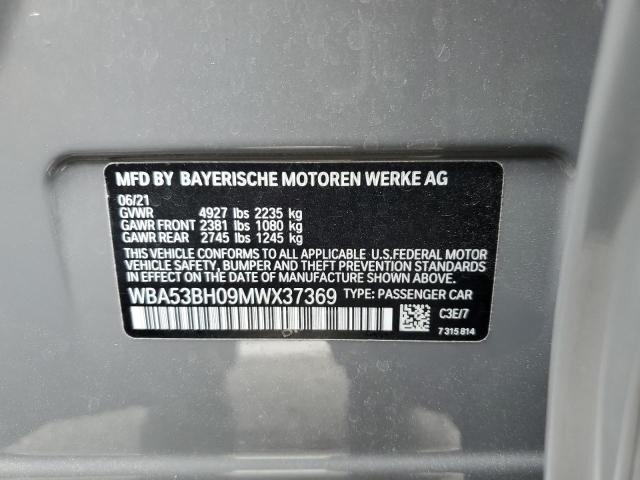 MFD BY BAYERISCHE MOTOREN WERKE AG
06/21
GVWR 4927 lbs 2235 kg
GAWR FRONT 2381 lbs 1080 kg
GAWR REAR 2745 lbs 1245 kg
THIS VEHICLE CONFORMS TO ALL APPLICABLE U.S.FEDERAL MOTOR
VEHICLE SAFETY, BUMPER, AND THEFT PREVENTION STANDARDS
IN EFFECT ON THE DATE OF MANUFACTURE SHOWN ABOVE.
WBA53BH09MWX37369 TYPE: PASSENGER CAR
C3E/7
7 315 814